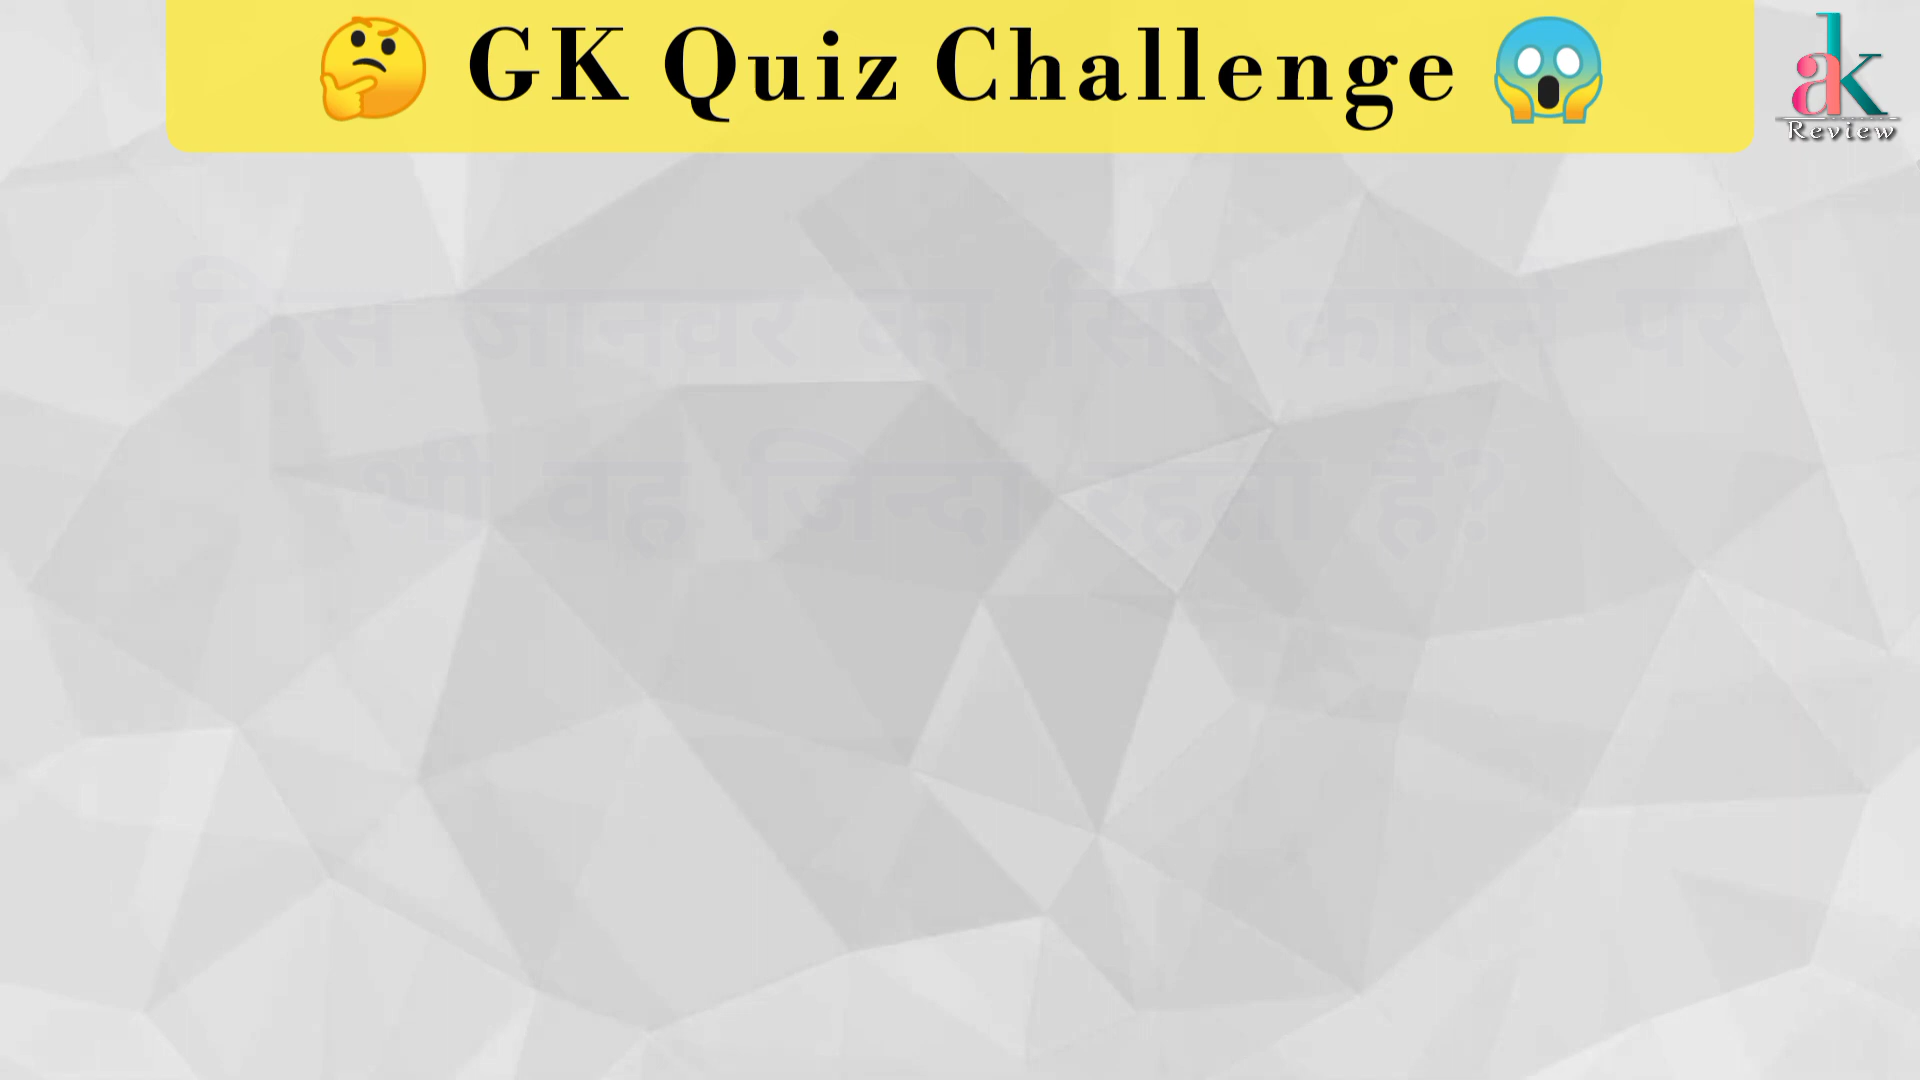 🤔 GK Quiz Challenge 😱
ak
Review
किस जानवर का सिर काटने पर
भी वह जिन्दा रहता हैं?